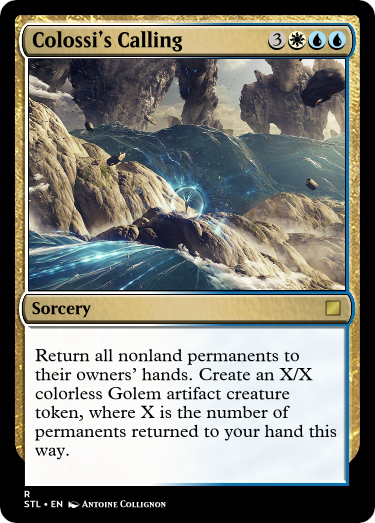 Colossi's Calling 3
Sorcery
Return all nonland permanents to
their owners' hands. Create an X/X
colorless Golem artifact creature
token, where X is the number of
permanents returned to your hand this
way.
R
STL • EN Antoine Collignon